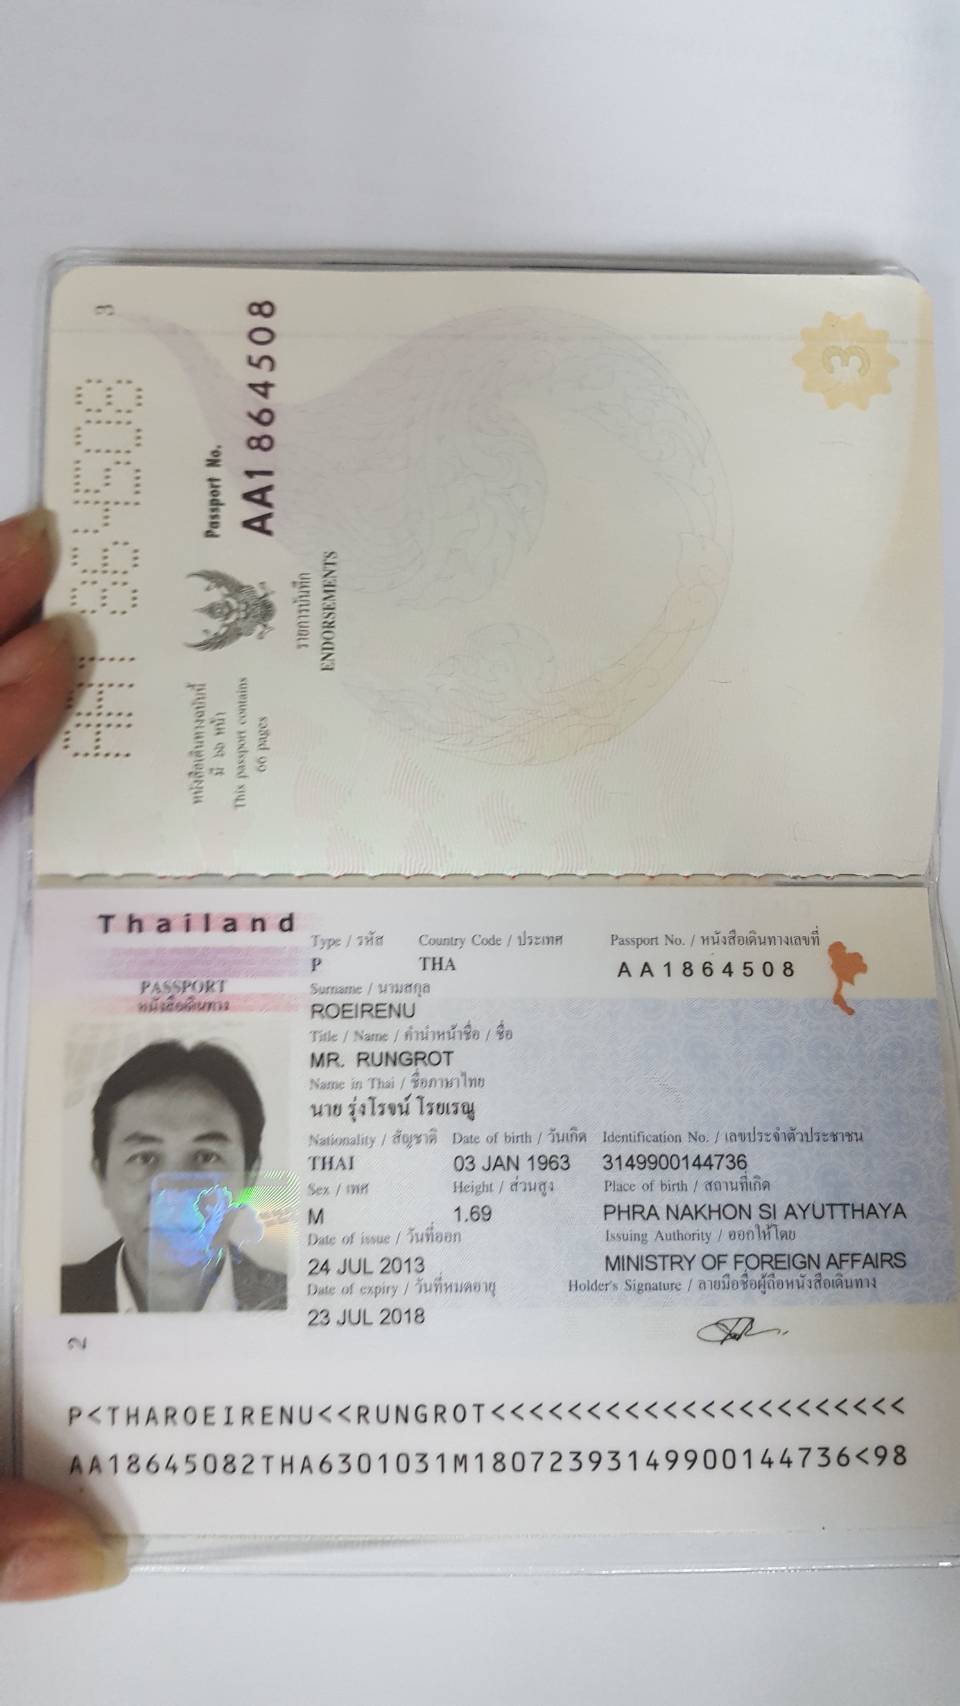 3
AA1864508
Passport No.
AA1864508
หนังสือเดินทางฉบับนี้
มี ๖๖ หน้า
This passport contains
66 pages
รายการบันทึก
ENDORSEMENTS
3
Thailand
PASSPORT
หนังสือเดินทาง
Type / รหัส Country Code / ประเทศ Passport No. / หนังสือเดินทางเลขที่
P THA AA1864508
Surname / นามสกุล
ROEIRENU
Title / Name / คำนำหน้าชื่อ / ชื่อ
MR. RUNGROT
Name in Thai / ชื่อภาษาไทย
นาย รุ่งโรจน์ โรยเรณู
Nationality / สัญชาติ Date of birth / วันเกิด Identification No. / เลขประจำตัวประชาชน
THAI 03 JAN 1963 3149900144736
Sex / เพศ Height / ส่วนสูง Place of birth / สถานที่เกิด
M 1.69 PHRA NAKHON SI AYUTTHAYA
Date of issue / วันที่ออก Issuing Authority / ออกให้โดย
24 JUL 2013 MINISTRY OF FOREIGN AFFAIRS
Date of expiry / วันที่หมดอายุ Holder's Signature / ลายมือชื่อผู้ถือหนังสือเดินทาง
23 JUL 2018
2
P<THAROEIRENU<<RUNGROT<<<<<<<<<<<<<<<<<<<<<<
AA18645082THA6301031M18072393149900144736<98